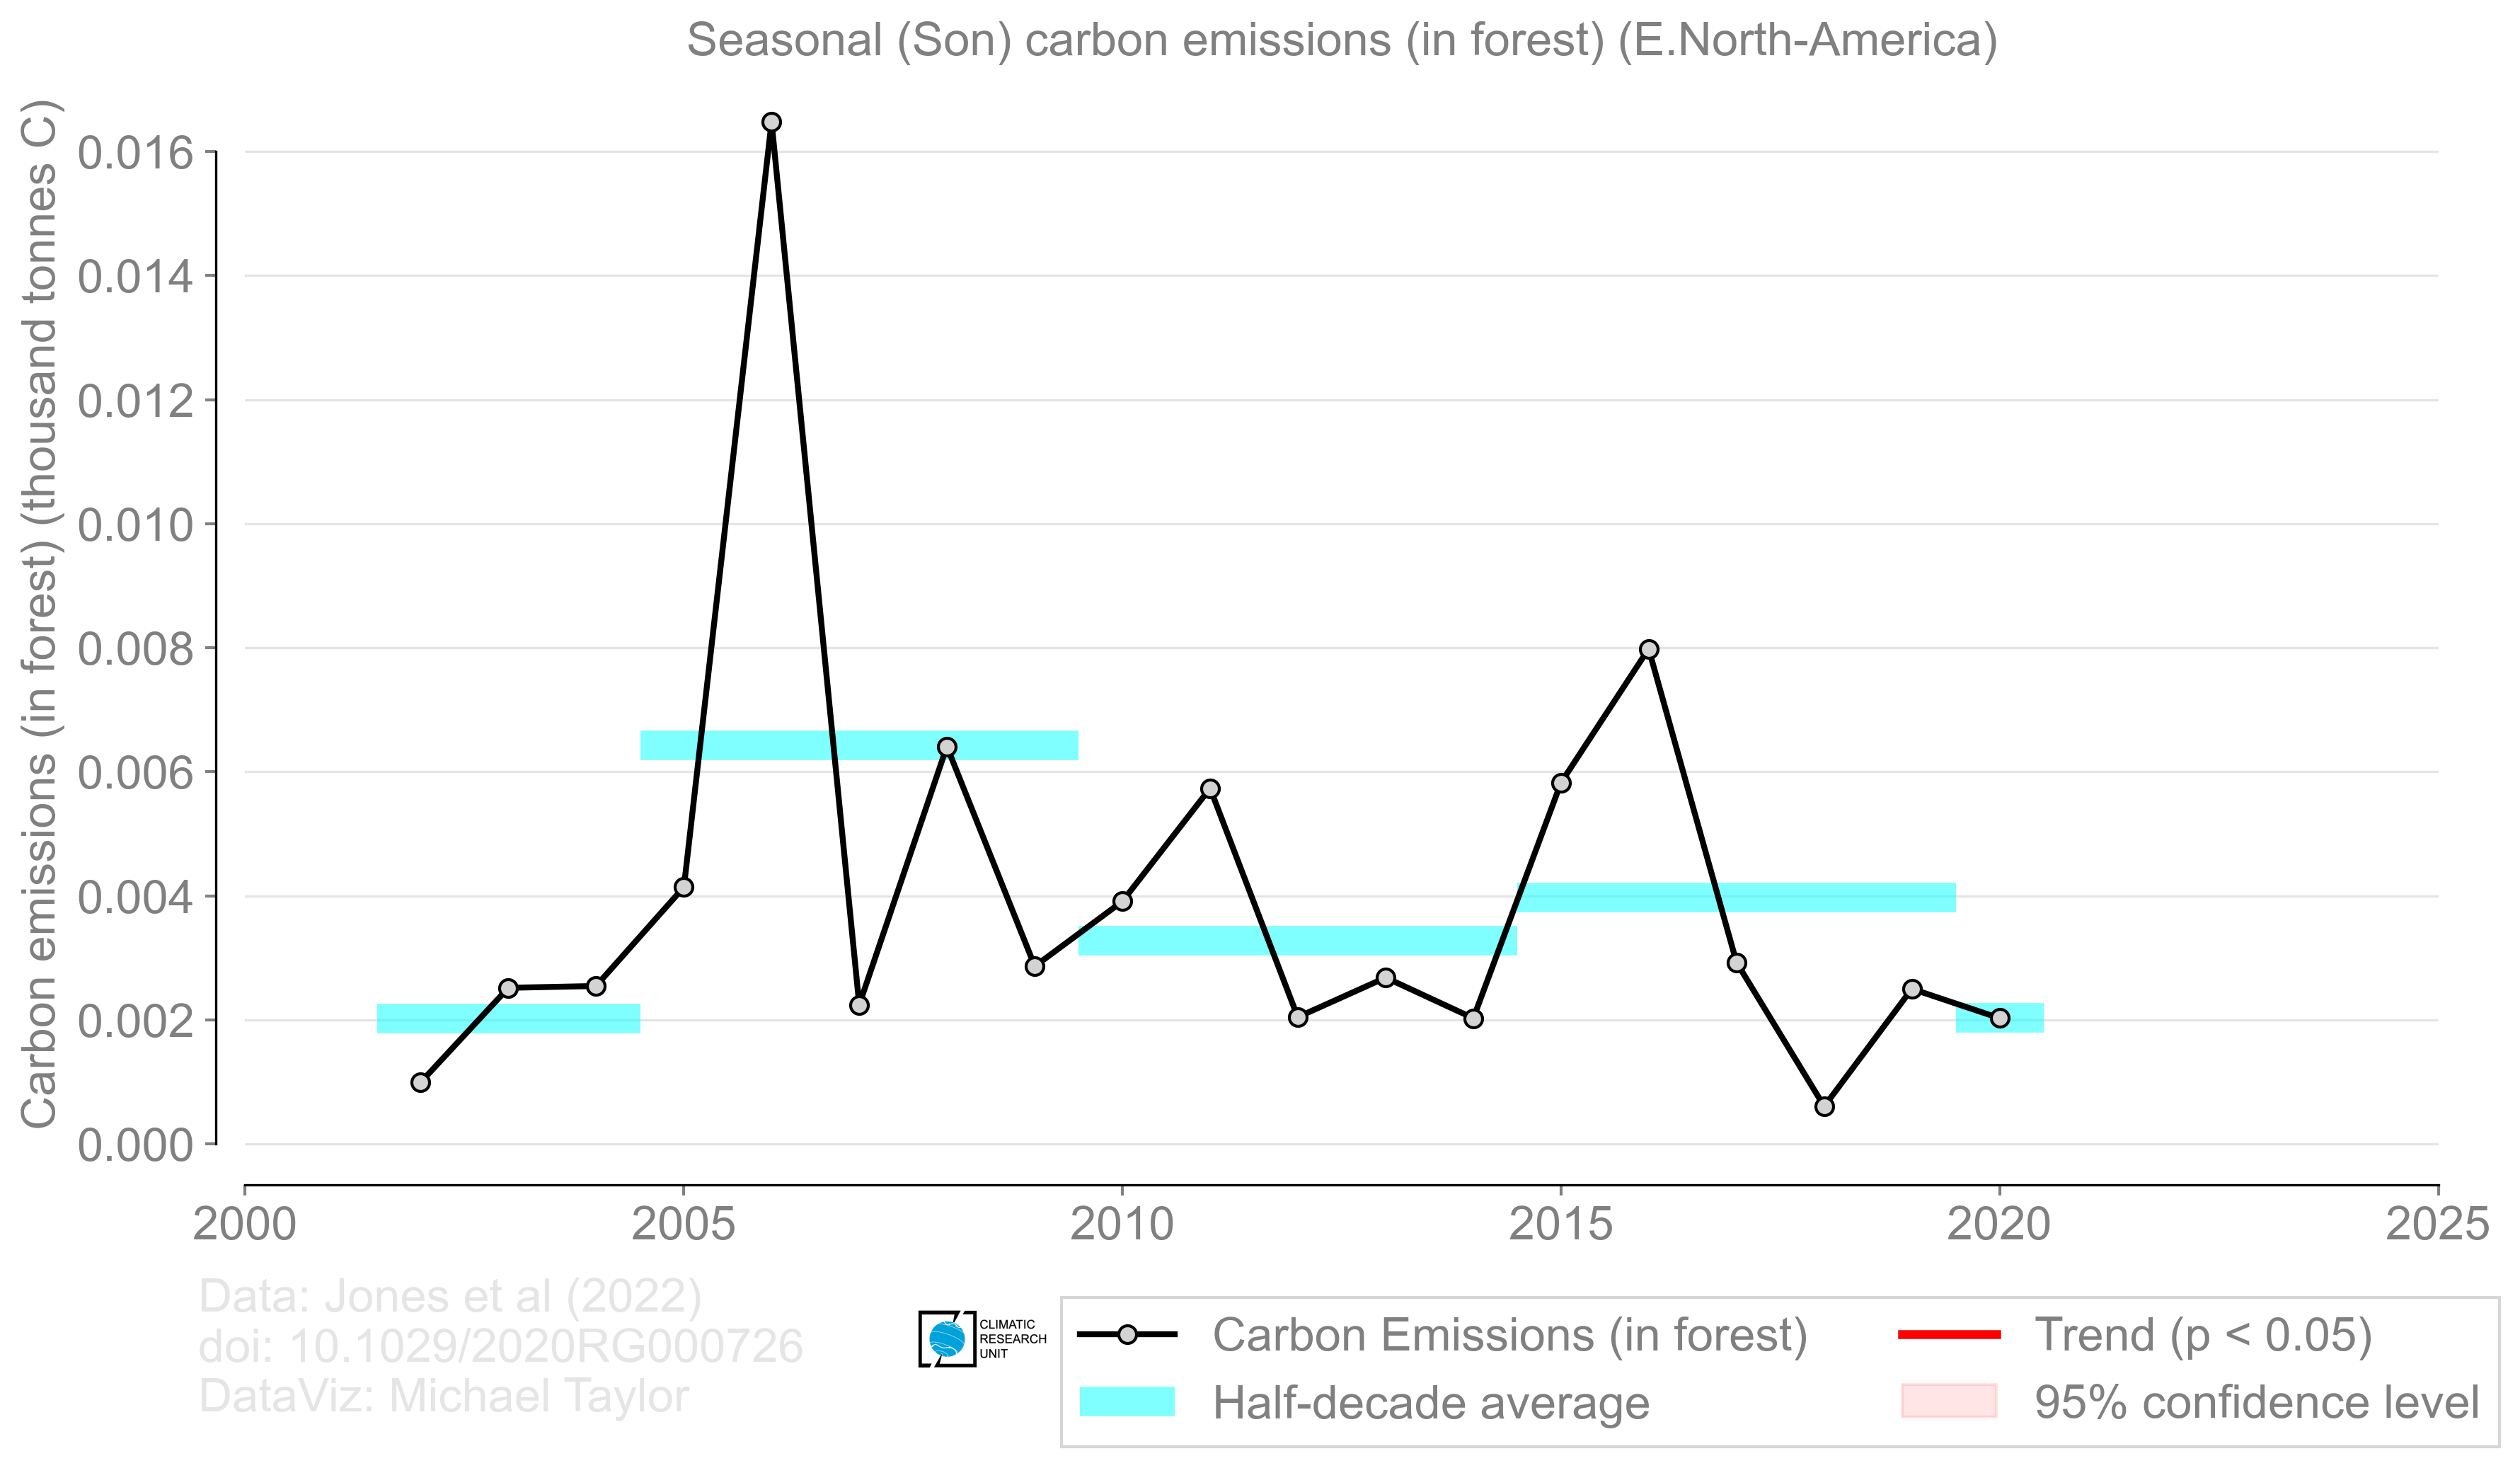 Seasonal (Son) carbon emissions (in forest) (E.North-America)
Carbon emissions (in forest) (thousand tonnes C)
0.016
0.014
0.012
0.010
0.008
0.006
0.004
0.002
0.000
2000
2005
2010
2015
2020
2025
Data: Jones et al (2022)
doi: 10.1029/2020RG000726
DataViz: Michael Taylor
CLIMATIC
RESEARCH
UNIT
Carbon Emissions (in forest)
Half-decade average
Trend (p < 0.05)
95% confidence level